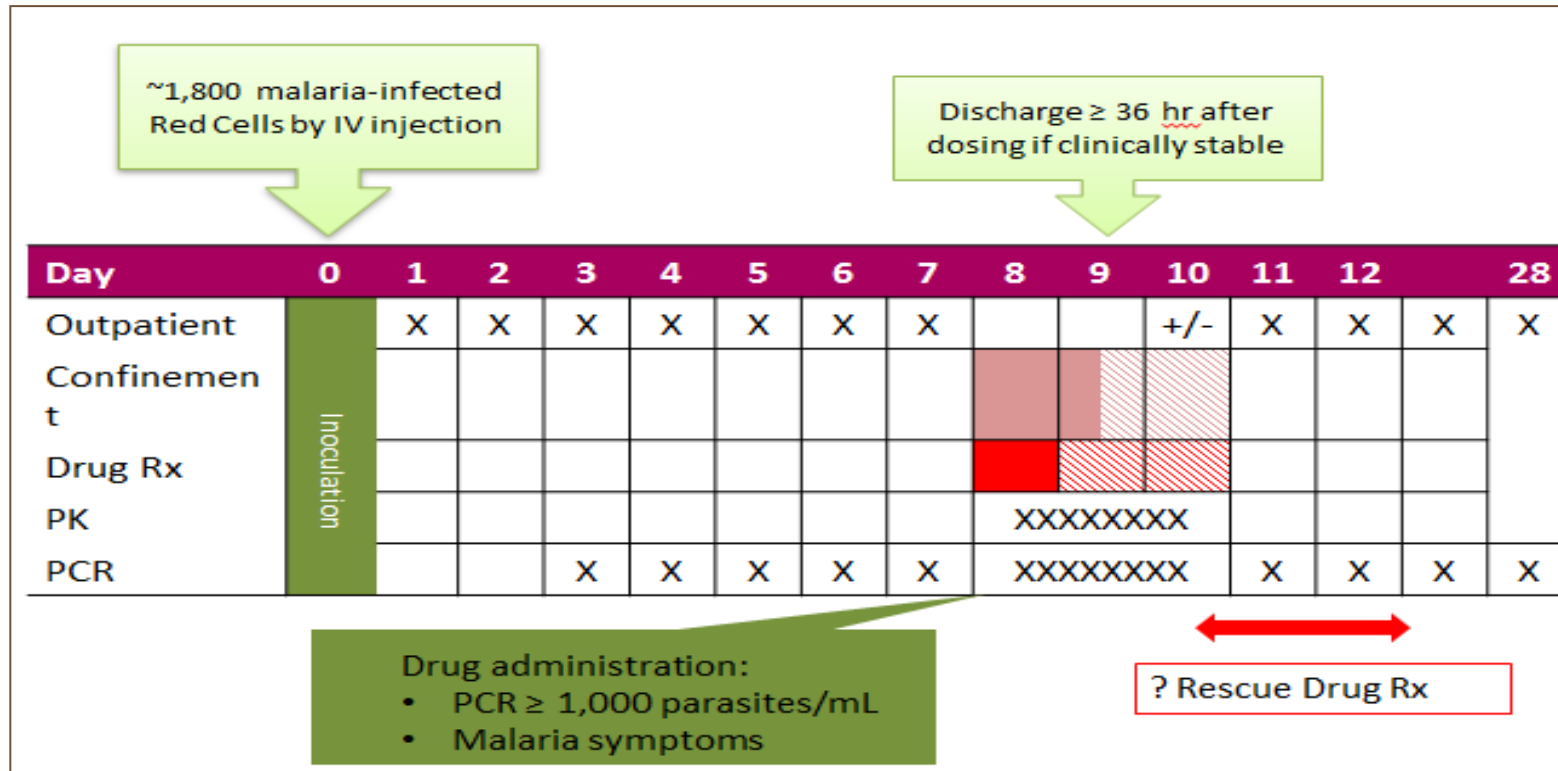 ~1,800 malaria-infected
Red Cells by IV injection
Discharge ≥ 36 hr after
dosing if clinically stable
Day 0 1 2 3 4 5 6 7 8 9 10 11 12 28
Outpatient X X X X X X X +/- X X X X
Confinemen
t
Inoculation
Drug Rx
PK XXXXXXXX
PCR X X X X X XXXXXXXX X X X X
Drug administration:
• PCR ≥ 1,000 parasites/mL
• Malaria symptoms
? Rescue Drug Rx